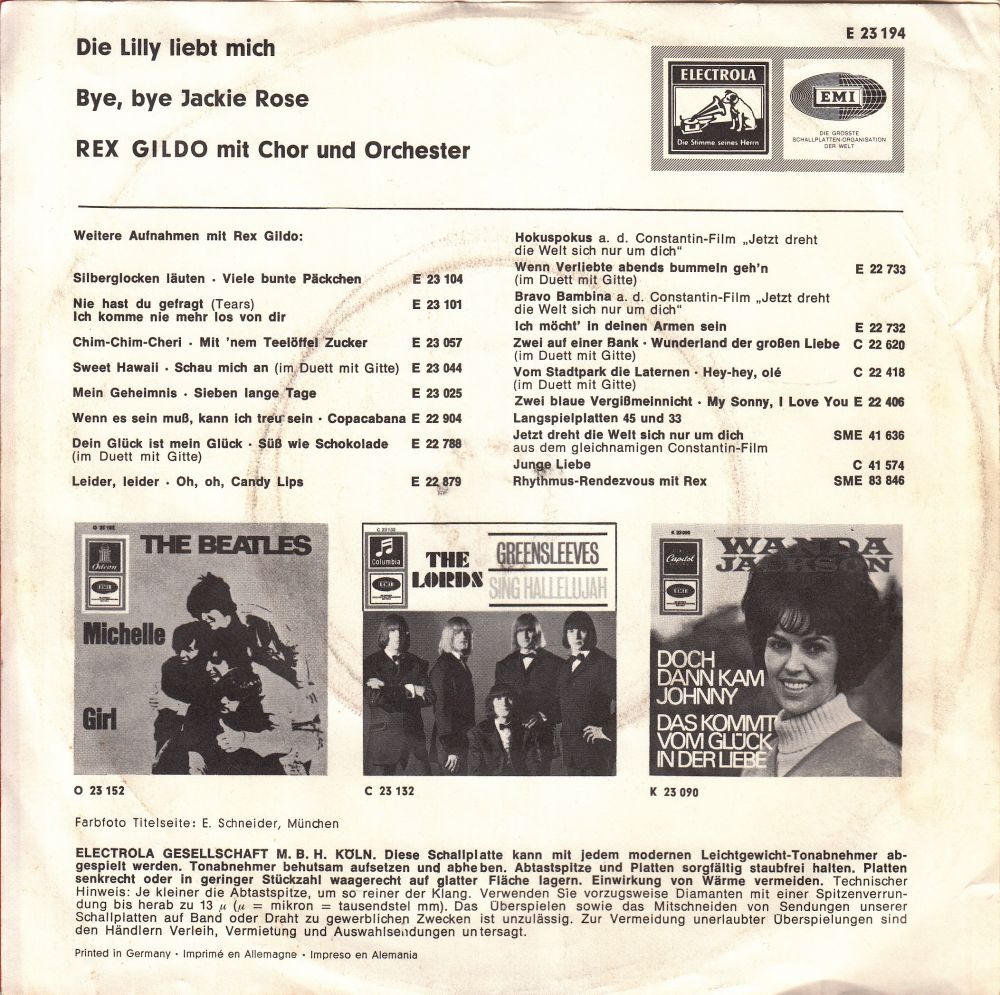 Die Lilly liebt mich
Bye, bye Jackie Rose
REX GILDO mit Chor und Orchester
E 23 194
ELECTROLA
Die Stimme seines Herrn
EMI
DIE GRÖSSTE
SCHALLPLATTEN-ORGANISATION
DER WELT
Weitere Aufnahmen mit Rex Gildo:
Silberglocken läuten · Viele bunte Päckchen E 23 104
Nie hast du gefragt (Tears) E 23 101
Ich komme nie mehr los von dir
Chim-Chim-Cheri · Mit 'nem Teelöffel Zucker E 23 057
Sweet Hawaii · Schau mich an (im Duett mit Gitte) E 23 044
Mein Geheimnis · Sieben lange Tage E 23 025
Wenn es sein muß, kann ich treu sein · Copacabana E 22 904
Dein Glück ist mein Glück · Süß wie Schokolade E 22 788
(im Duett mit Gitte)
Leider, leider · Oh, oh, Candy Lips E 22 879
Hokuspokus a. d. Constantin-Film „Jetzt dreht
die Welt sich nur um dich“
Wenn Verliebte abends bummeln geh'n E 22 733
(im Duett mit Gitte)
Bravo Bambina a. d. Constantin-Film „Jetzt dreht
die Welt sich nur um dich“
Ich möcht' in deinen Armen sein E 22 732
Zwei auf einer Bank · Wunderland der großen Liebe C 22 620
(im Duett mit Gitte)
Vom Stadtpark die Laternen · Hey-hey, olé C 22 418
(im Duett mit Gitte)
Zwei blaue Vergißmeinnicht · My Sonny, I Love You E 22 406
Langspielplatten 45 und 33
Jetzt dreht die Welt sich nur um dich SME 41 636
aus dem gleichnamigen Constantin-Film
Junge Liebe C 41 574
Rhythmus-Rendezvous mit Rex SME 83 846
O 23 152
Odeon
EMI
THE BEATLES
Michelle
Girl
O 23 152
C 23 132
Columbia
EMI
THE
LORDS
GREENSLEEVES
SING HALLELUJAH
C 23 132
K 23 090
Capitol
EMI
WANDA
JACKSON
DOCH
DANN KAM
JOHNNY
DAS KOMMT
VOM GLÜCK
IN DER LIEBE
K 23 090
Farbfoto Titelseite: E. Schneider, München
ELECTROLA GESELLSCHAFT M. B. H. KÖLN. Diese Schallplatte kann mit jedem modernen Leichtgewicht-Tonabnehmer ab-
gespielt werden. Tonabnehmer behutsam aufsetzen und abheben. Abtastspitze und Platten sorgfältig staubfrei halten. Platten
senkrecht oder in geringer Stückzahl waagerecht auf glatter Fläche lagern. Einwirkung von Wärme vermeiden. Technischer
Hinweis: Je kleiner die Abtastspitze, um so reiner der Klang. Verwenden Sie vorzugsweise Diamanten mit einer Spitzenverrun-
dung bis herab zu 13 μ (μ = mikron = tausendstel mm). Das Überspielen sowie das Mitschneiden von Sendungen unserer
Schallplatten auf Band oder Draht zu gewerblichen Zwecken ist unzulässig. Zur Vermeidung unerlaubter Überspielungen sind
den Händlern Verleih, Vermietung und Auswahlsendungen untersagt.
Printed in Germany · Imprimé en Allemagne · Impreso en Alemania